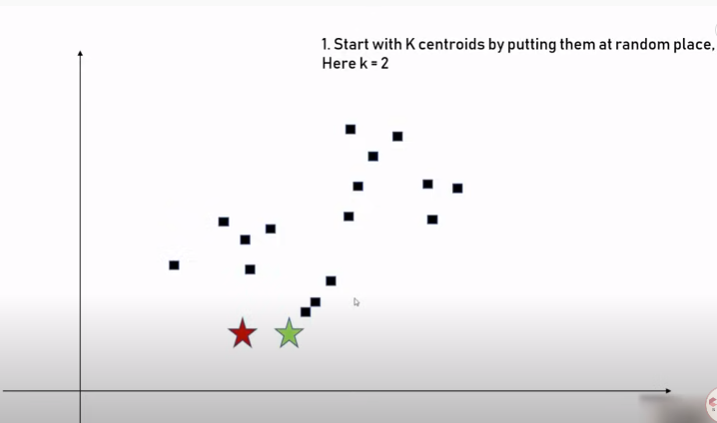 1. Start with K centroids by putting them at random place,
Here k = 2